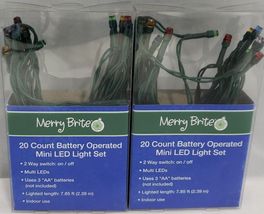 Merry Brite
20 Count Battery Operated
Mini LED Light Set
• 2 Way switch: on / off
• Multi LEDs
• Uses 3 "AA" batteries
(not included)
• Lighted length: 7.85 ft (2.39 m)
• Indoor use
Merry Brite
20 Count Battery Operated
Mini LED Light Set
• 2 Way switch: on / off
• Multi LEDs
• Uses 3 "AA" batteries
(not included)
• Lighted length: 7.85 ft (2.39 m)
• Indoor use